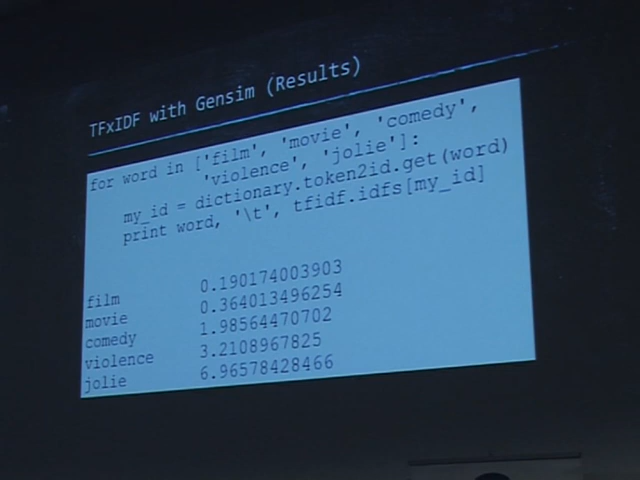 TFxIDF with Gensim (Results)
for word in ['film', 'movie', 'comedy',
'violence', 'jolie']:
my_id = dictionary.token2id.get(word)
print word, '\t', tfidf.idfs[my_id]
film 0.190174003903
movie 0.364013496254
comedy 1.98564470702
violence 3.2108967825
jolie 6.96578428466